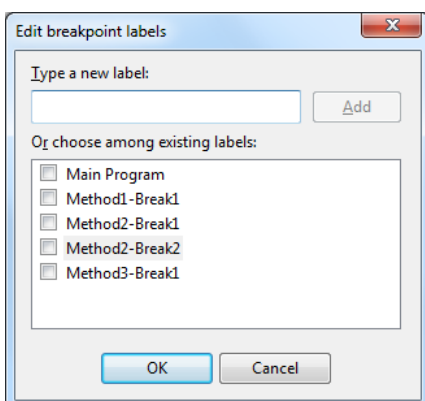 Edit breakpoint labels
Type a new label:
Add
Or choose among existing labels:
Main Program
Method1-Break1
Method2-Break1
Method2-Break2
Method3-Break1
OK Cancel